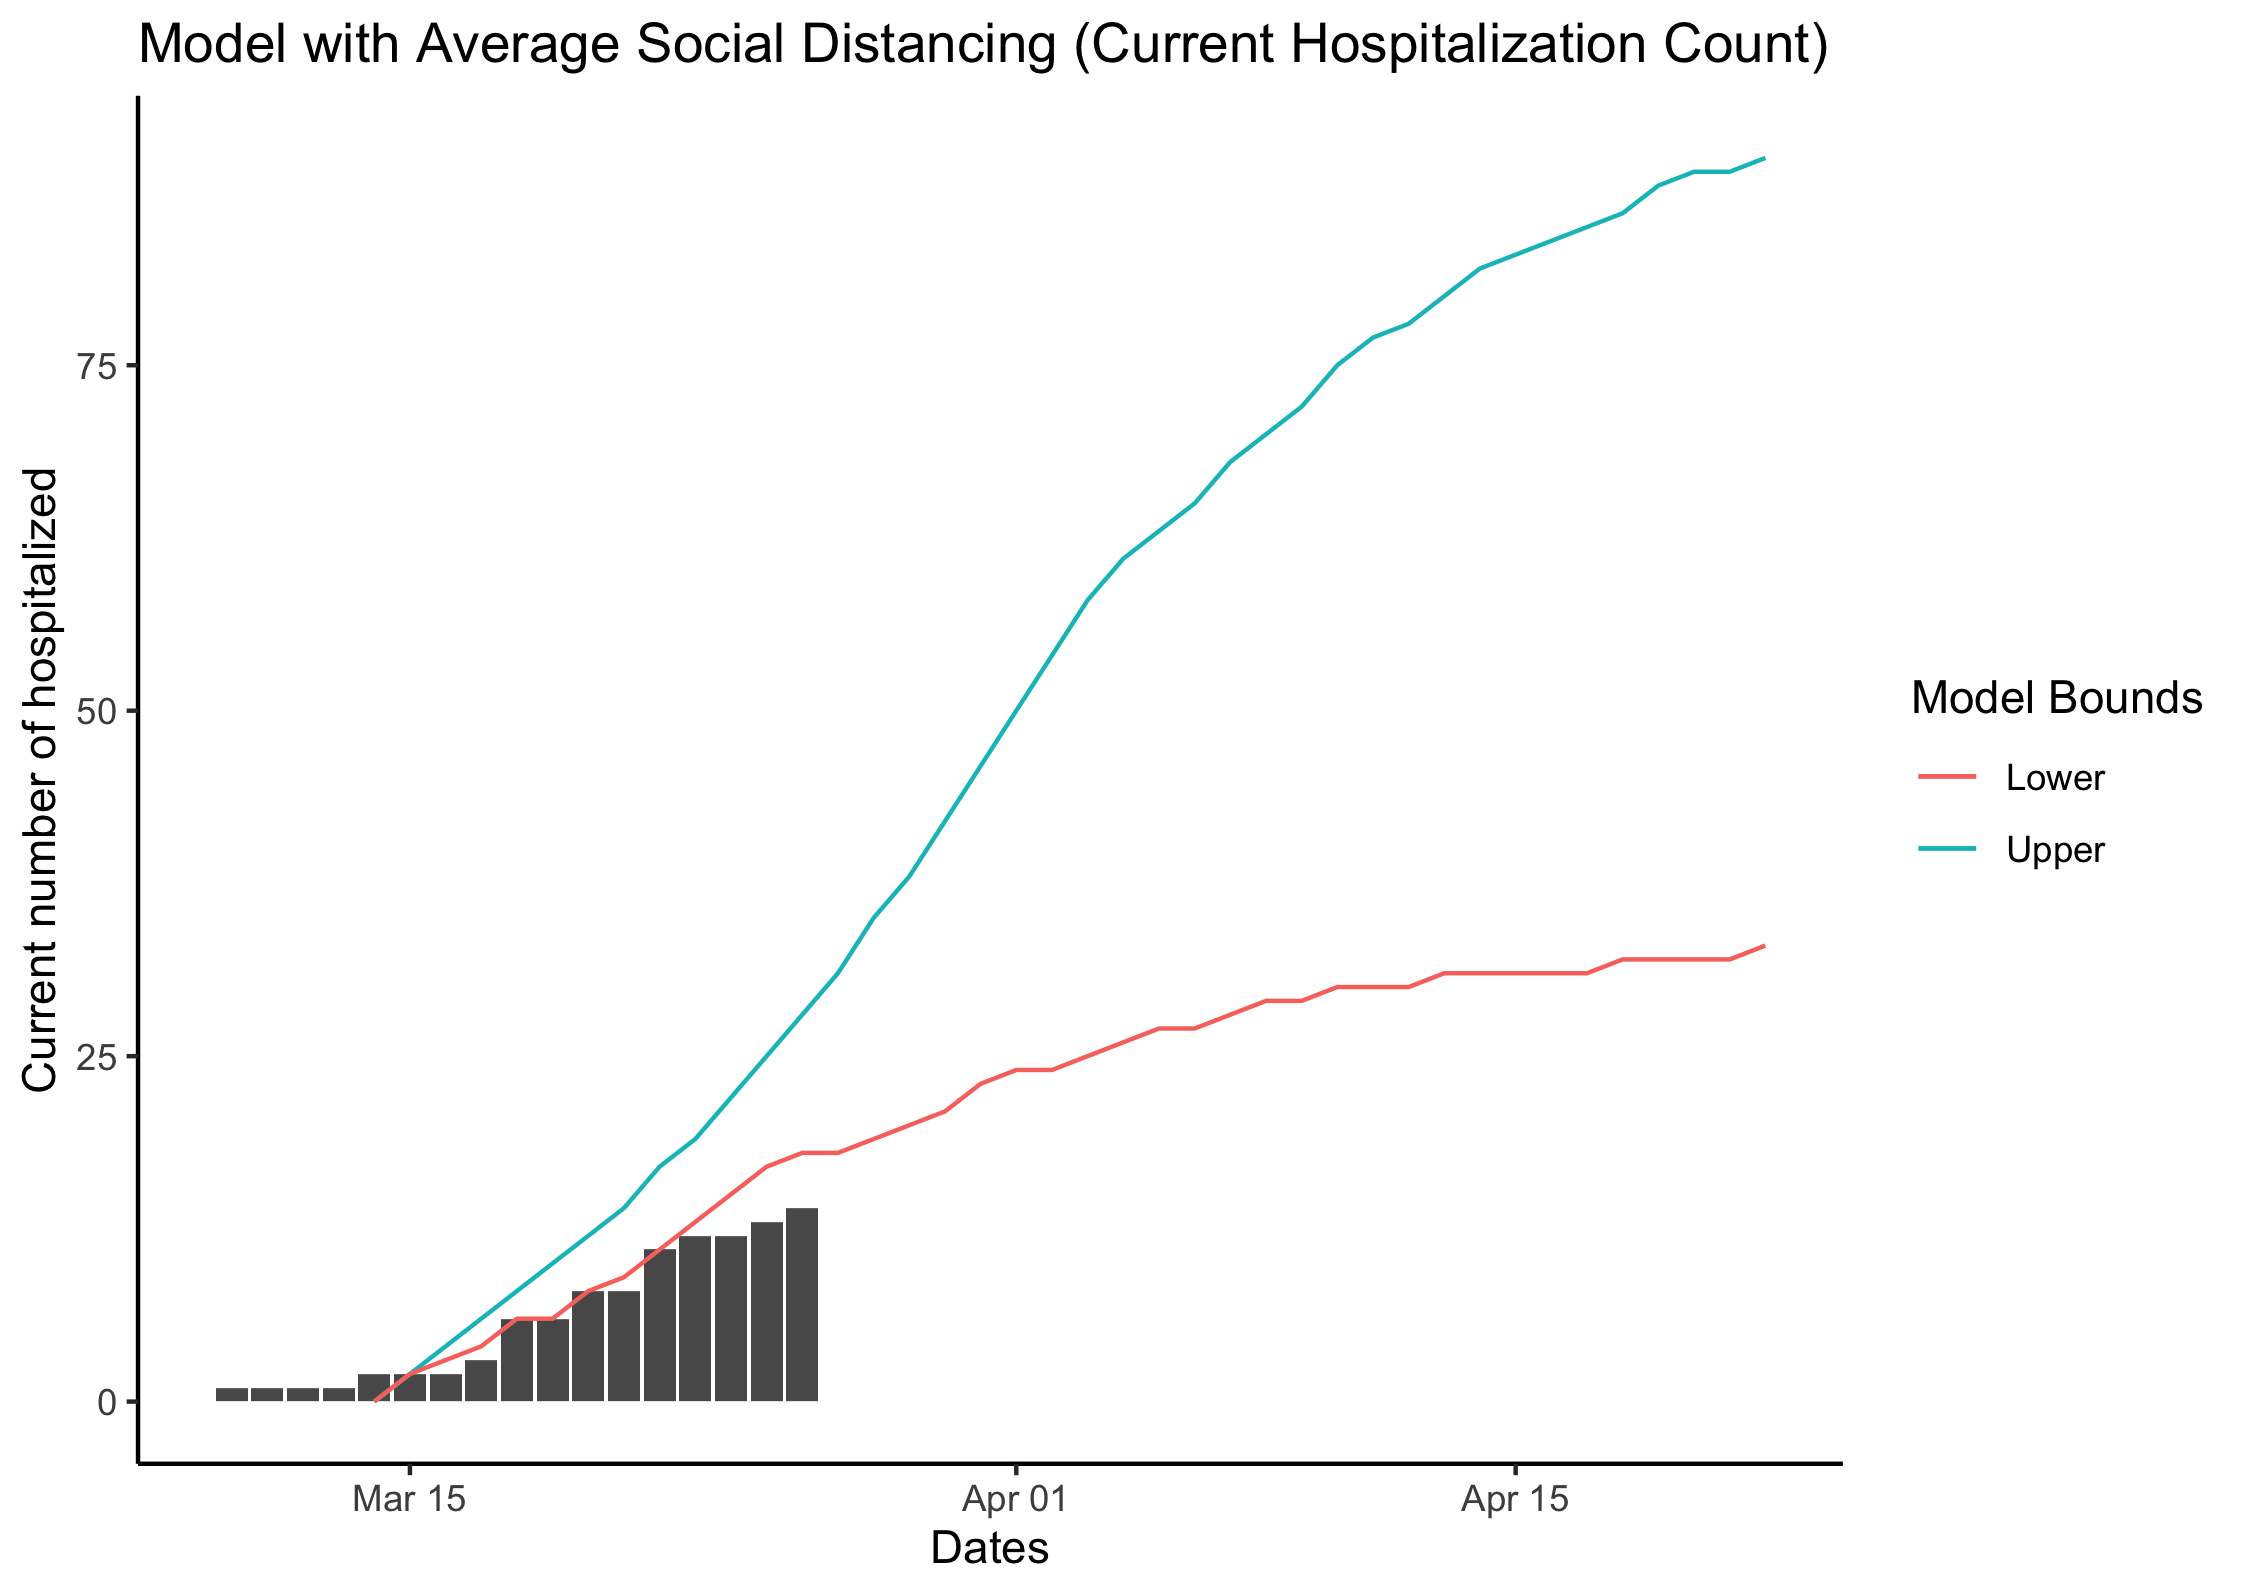 Model with Average Social Distancing (Current Hospitalization Count)
Current number of hospitalized
75
50
25
0
Mar 15
Apr 01
Apr 15
Dates
Model Bounds
Lower
Upper